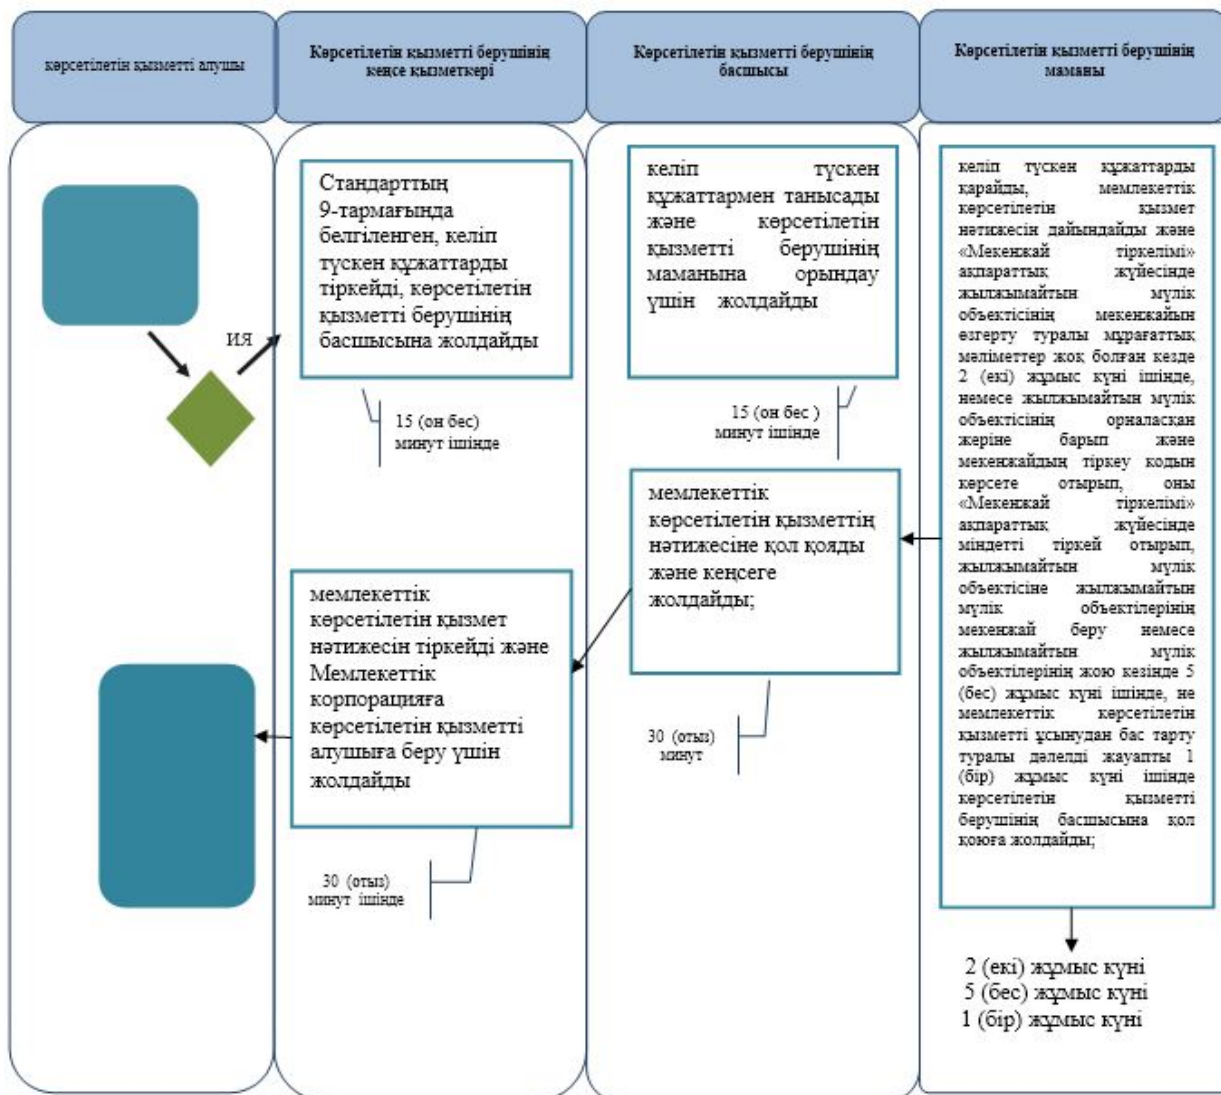 көрсетілетін қызметті алушы
Көрсетілетін қызметті берушінің
кеңсе қызметкері
Көрсетілетін қызметті берушінің
басшысы
Көрсетілетін қызметті берушінің
маманы
ИЯ
Стандарттың
9-тармағында
белгіленген, келіп
түскен құжаттарды
тіркейді, көрсетілетін
қызметті берушінің
басшысына жолдайды
15 (он бес)
минут ішінде
келіп түскен
құжаттармен танысады
және көрсетілетін
қызметті берушінің
маманына орындау
үшін жолдайды
15 (он бес )
минут ішінде
келіп түскен құжаттарды
қарайды, мемлекеттік
көрсетілетін қызмет
нәтижесін дайындайды және
«Мекенжай тіркелімі»
ақпараттық жүйесінде
жылжымайтын мүлік
объектісінің мекенжайын
өзгерту туралы мұрағаттық
мәліметтер жоқ болған кезде
2 (екі) жұмыс күні ішінде,
немесе жылжымайтын мүлік
объектісінің орналасқан
жеріне барып және
мекенжайдың тіркеу кодын
көрсете отырып, оны
«Мекенжай тіркелімі»
ақпараттық жүйесінде
міндетті тіркей отырып,
жылжымайтын мүлік
объектісіне жылжымайтын
мүлік объектілерінің
мекенжай беру немесе
жылжымайтын мүлік
объектілерінің жою кезінде 5
(бес) жұмыс күні ішінде, не
мемлекеттік көрсетілетін
қызметті ұсынудан бас тарту
туралы дәлелді жауапты 1
(бір) жұмыс күні ішінде
көрсетілетін қызметті
берушінің басшысына қол
қоюға жолдайды;
2 (екі) жұмыс күні
5 (бес) жұмыс күні
1 (бір) жұмыс күні
мемлекеттік
көрсетілетін қызметтің
нәтижесіне қол қояды
және кеңсеге
жолдайды;
30 (отыз)
минут
мемлекеттік
көрсетілетін қызмет
нәтижесін тіркейді және
Мемлекеттік
корпорацияға
көрсетілетін қызметті
алушыға беру үшін
жолдайды
30 (отыз)
минут ішінде